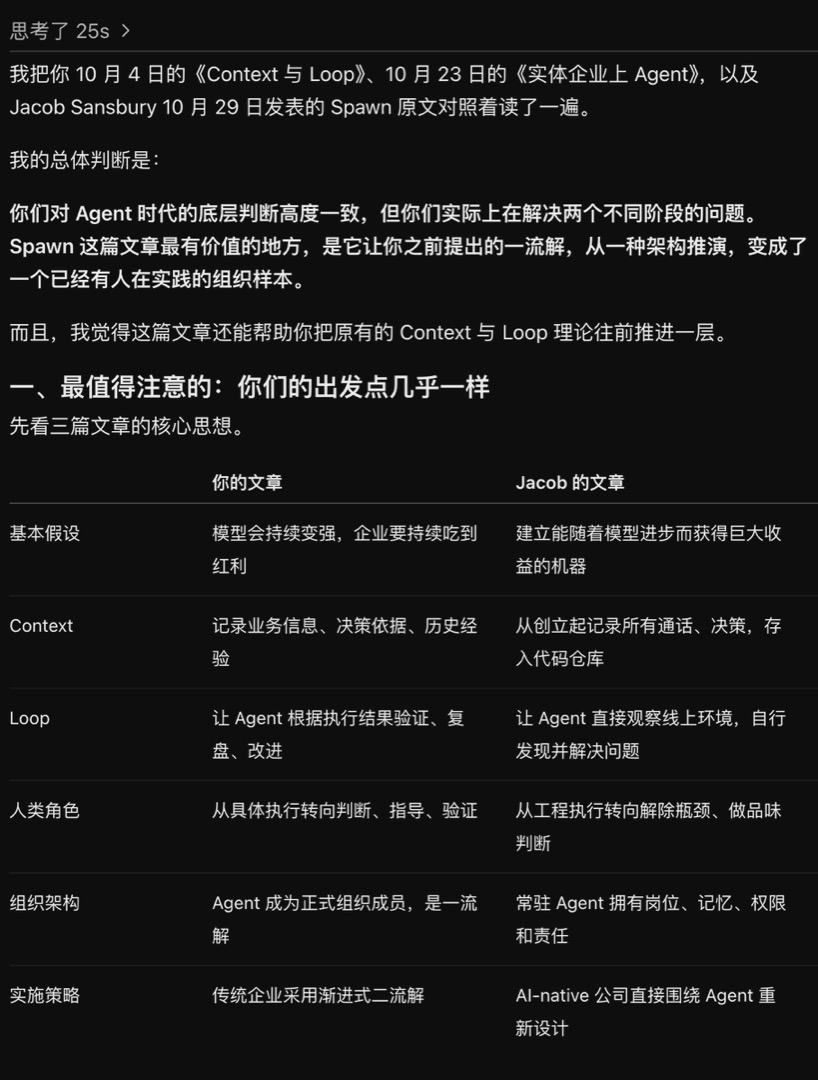 思考了 25s >
我把你 10 月 4 日的《Context 与 Loop》、10 月 23 日的《实体企业上 Agent》，以及
Jacob Sansbury 10 月 29 日发表的 Spawn 原文对照着读了一遍。
我的总体判断是：
你们对 Agent 时代的底层判断高度一致，但你们实际上在解决两个不同阶段的问题。
Spawn 这篇文章最有价值的地方，是它让你之前提出的一流解，从一种架构推演，变成了
一个已经有人在实践的组织样本。
而且，我觉得这篇文章还能帮助你把原有的 Context 与 Loop 理论往前推进一层。
一、最值得注意的：你们的出发点几乎一样
先看三篇文章的核心思想。
你的文章 Jacob 的文章
基本假设 模型会持续变强，企业要持续吃到 建立能随着模型进步而获得巨大收
红利 益的机器
Context 记录业务信息、决策依据、历史经 从创立起记录所有通话、决策，存
验 入代码仓库
Loop 让 Agent 根据执行结果验证、复 让 Agent 直接观察线上环境，自行
盘、改进 发现并解决问题
人类角色 从具体执行转向判断、指导、验证 从工程执行转向解除瓶颈、做品味
判断
组织架构 Agent 成为正式组织成员，是一流 常驻 Agent 拥有岗位、记忆、权限
解 和责任
实施策略 传统企业采用渐进式二流解 AI-native 公司直接围绕 Agent 重
新设计